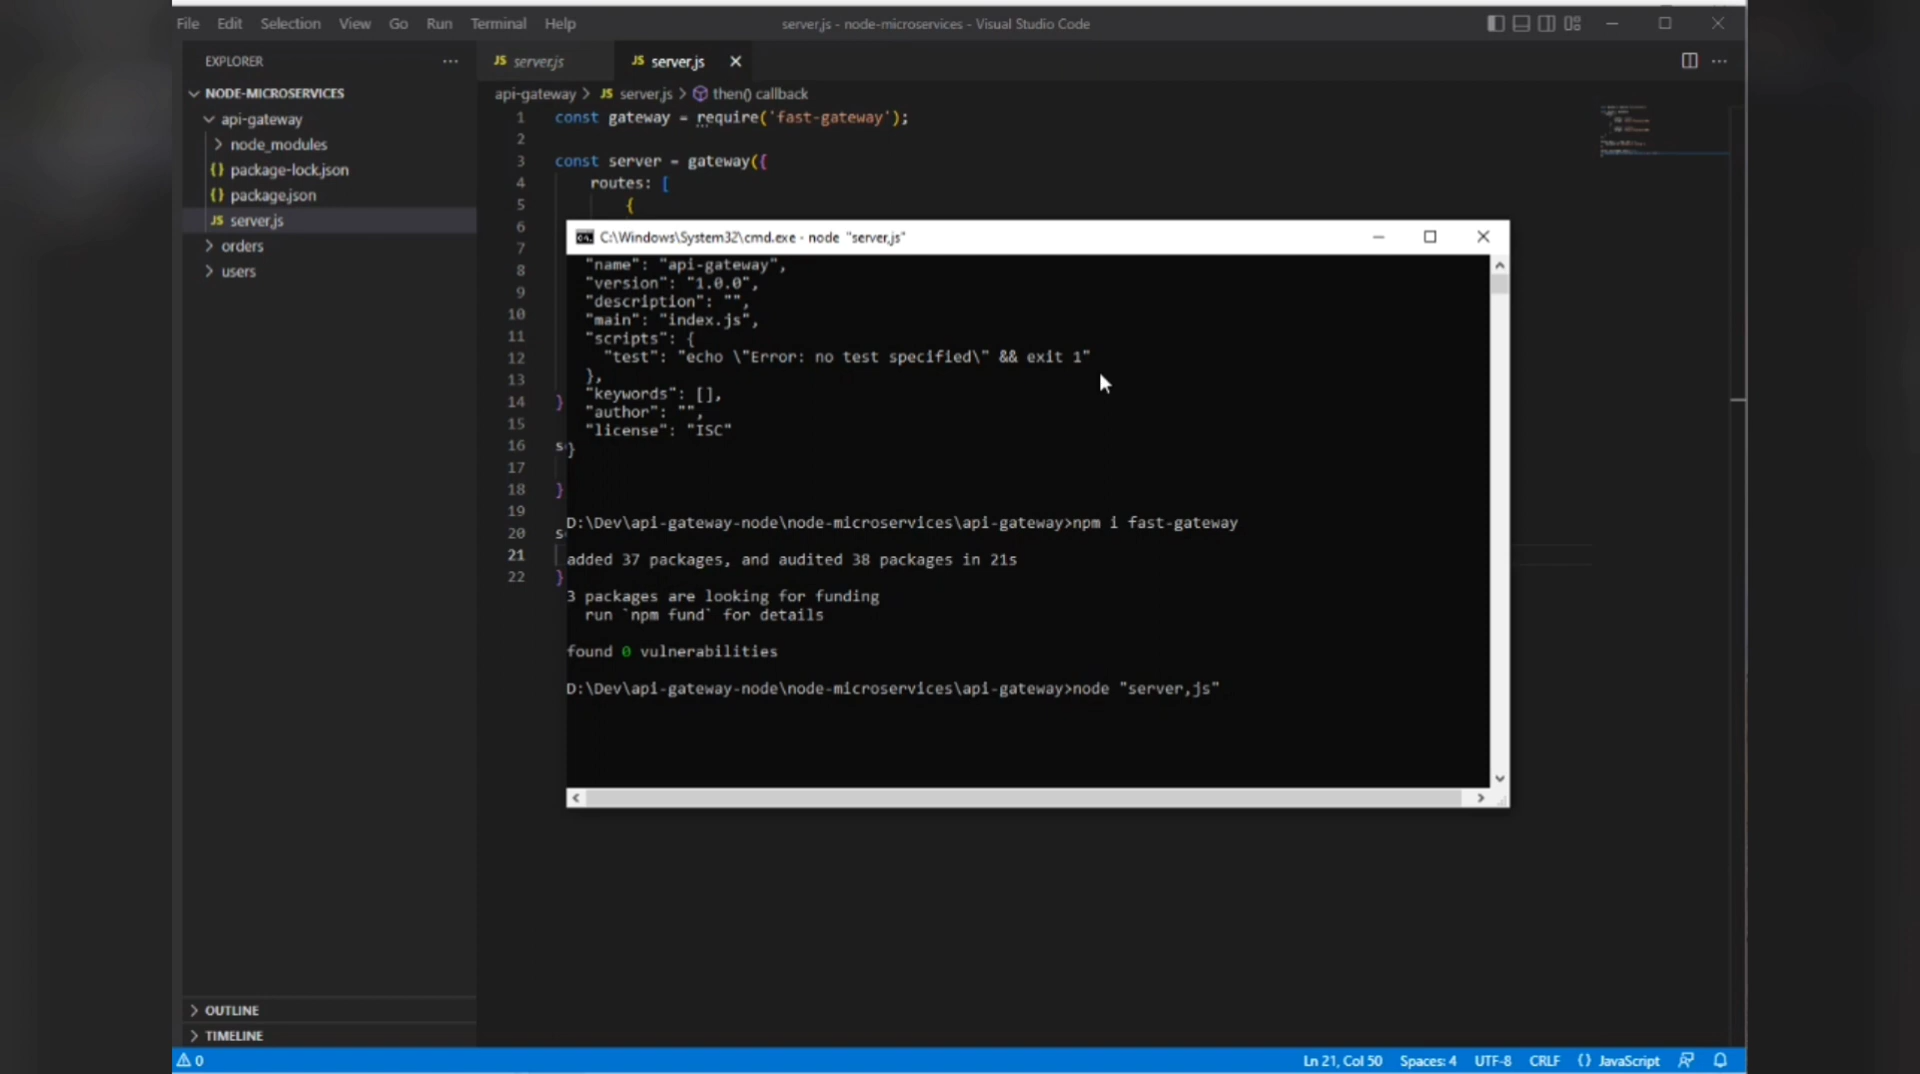 File Edit Selection View Go Run Terminal Help
server.js - node-microservices - Visual Studio Code
EXPLORER
NODE-MICROSERVICES
api-gateway
node_modules
{} package-lock.json
{} package.json
JS server.js
orders
users
OUTLINE
TIMELINE
JS server.js
JS server.js
api-gateway > JS server.js > then() callback
1 const gateway = require('fast-gateway');
2
3 const server = gateway({
4 routes: [
5 {
6
7
8
9
10
11
12
13
14 }
15
16 s
17
18 }
19
20 s
21
22 }
C:\Windows\System32\cmd.exe - node "server.js"
"name": "api-gateway",
"version": "1.0.0",
"description": "",
"main": "index.js",
"scripts": {
"test": "echo \"Error: no test specified\" && exit 1"
},
"keywords": [],
"author": "",
"license": "ISC"
}
D:\Dev\api-gateway-node\node-microservices\api-gateway>npm i fast-gateway
added 37 packages, and audited 38 packages in 21s
3 packages are looking for funding
run `npm fund` for details
found 0 vulnerabilities
D:\Dev\api-gateway-node\node-microservices\api-gateway>node "server,js"
0
Ln 21, Col 50 Spaces: 4 UTF-8 CRLF {} JavaScript